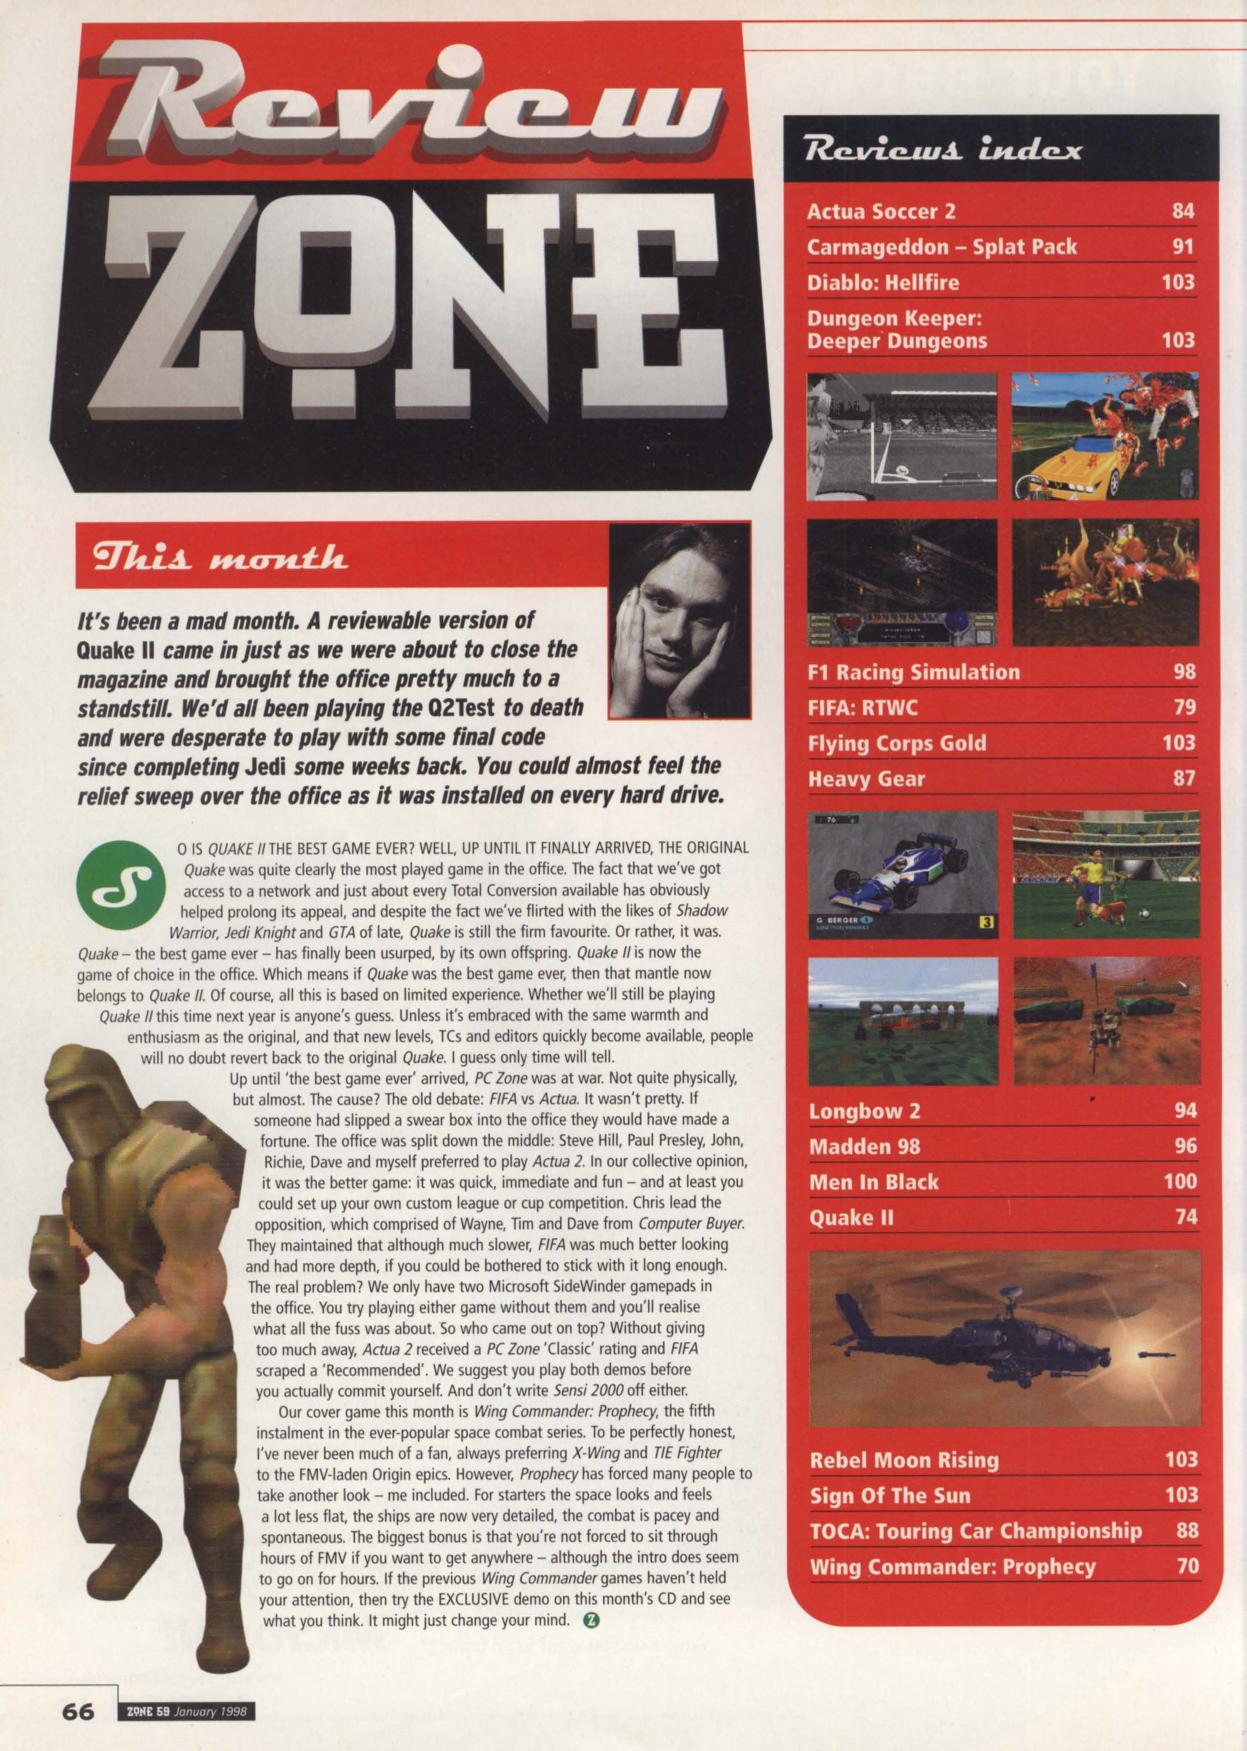 Review
ZONE
This month
It's been a mad month. A reviewable version of
Quake II came in just as we were about to close the
magazine and brought the office pretty much to a
standstill. We'd all been playing the Q2Test to death
and were desperate to play with some final code
since completing Jedi some weeks back. You could almost feel the
relief sweep over the office as it was installed on every hard drive.
SO IS QUAKE II THE BEST GAME EVER? WELL, UP UNTIL IT FINALLY ARRIVED, THE ORIGINAL
Quake was quite clearly the most played game in the office. The fact that we've got
access to a network and just about every Total Conversion available has obviously
helped prolong its appeal, and despite the fact we've flirted with the likes of Shadow
Warrior, Jedi Knight and GTA of late, Quake is still the firm favourite. Or rather, it was.
Quake – the best game ever – has finally been usurped, by its own offspring. Quake II is now the
game of choice in the office. Which means if Quake was the best game ever, then that mantle now
belongs to Quake II. Of course, all this is based on limited experience. Whether we'll still be playing
Quake II this time next year is anyone's guess. Unless it's embraced with the same warmth and
enthusiasm as the original, and that new levels, TCs and editors quickly become available, people
will no doubt revert back to the original Quake. I guess only time will tell.
Up until 'the best game ever' arrived, PC Zone was at war. Not quite physically,
but almost. The cause? The old debate: FIFA vs Actua. It wasn't pretty. If
someone had slipped a swear box into the office they would have made a
fortune. The office was split down the middle: Steve Hill, Paul Presley, John,
Richie, Dave and myself preferred to play Actua 2. In our collective opinion,
it was the better game: it was quick, immediate and fun – and at least you
could set up your own custom league or cup competition. Chris lead the
opposition, which comprised of Wayne, Tim and Dave from Computer Buyer.
They maintained that although much slower, FIFA was much better looking
and had more depth, if you could be bothered to stick with it long enough.
The real problem? We only have two Microsoft SideWinder gamepads in
the office. You try playing either game without them and you'll realise
what all the fuss was about. So who came out on top? Without giving
too much away, Actua 2 received a PC Zone 'Classic' rating and FIFA
scraped a 'Recommended'. We suggest you play both demos before
you actually commit yourself. And don't write Sensi 2000 off either.
Our cover game this month is Wing Commander: Prophecy, the fifth
instalment in the ever-popular space combat series. To be perfectly honest,
I've never been much of a fan, always preferring X-Wing and TIE Fighter
to the FMV-laden Origin epics. However, Prophecy has forced many people to
take another look – me included. For starters the space looks and feels
a lot less flat, the ships are now very detailed, the combat is pacey and
spontaneous. The biggest bonus is that you're not forced to sit through
hours of FMV if you want to get anywhere – although the intro does seem
to go on for hours. If the previous Wing Commander games haven't held
your attention, then try the EXCLUSIVE demo on this month's CD and see
what you think. It might just change your mind. Z
Reviews index
Actua Soccer 2 84
Carmageddon – Splat Pack 91
Diablo: Hellfire 103
Dungeon Keeper:
Deeper Dungeons 103
F1 Racing Simulation 98
FIFA: RTWC 79
Flying Corps Gold 103
Heavy Gear 87
76
G BERGER 4
3
Longbow 2 94
Madden 98 96
Men In Black 100
Quake II 74
Rebel Moon Rising 103
Sign Of The Sun 103
TOCA: Touring Car Championship 88
Wing Commander: Prophecy 70
66 ZONE 59 January 1998